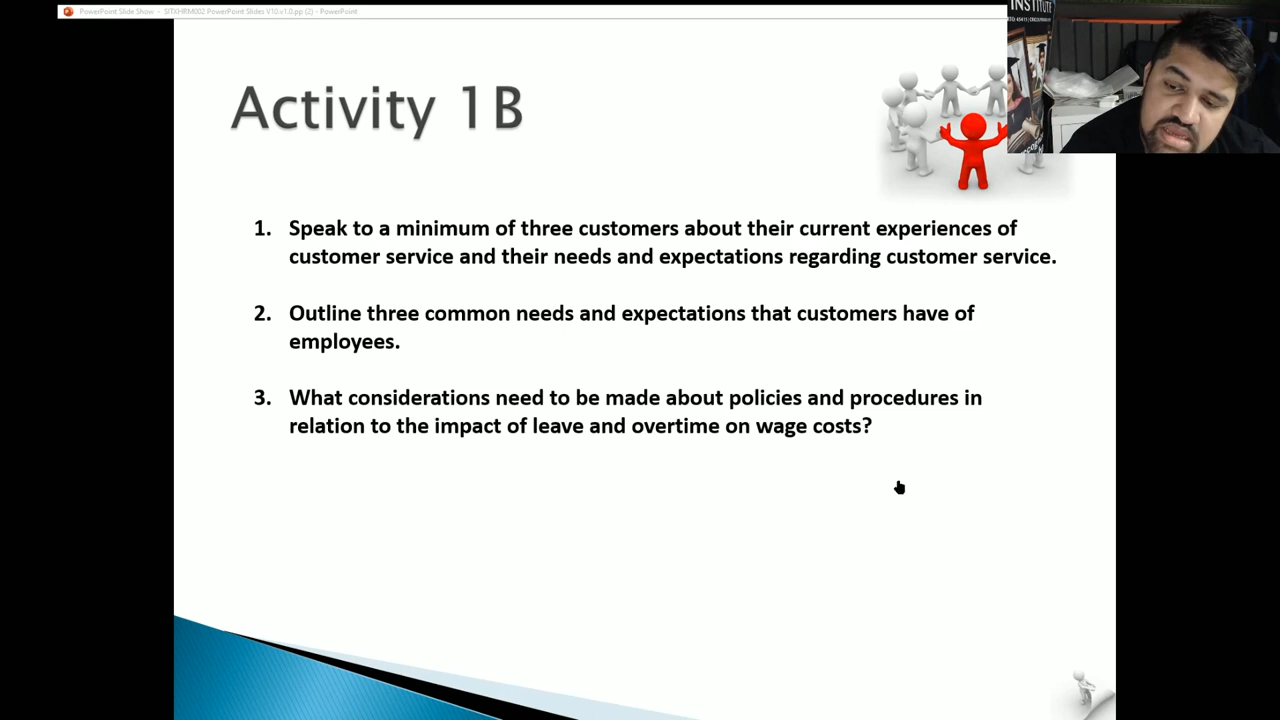 PowerPoint Slide Show - SITXHRM002 PowerPoint Slides V10.v1.0.pp (2) - PowerPoint
INSTITUTE
Activity 1B
1. Speak to a minimum of three customers about their current experiences of
customer service and their needs and expectations regarding customer service.
2. Outline three common needs and expectations that customers have of
employees.
3. What considerations need to be made about policies and procedures in
relation to the impact of leave and overtime on wage costs?